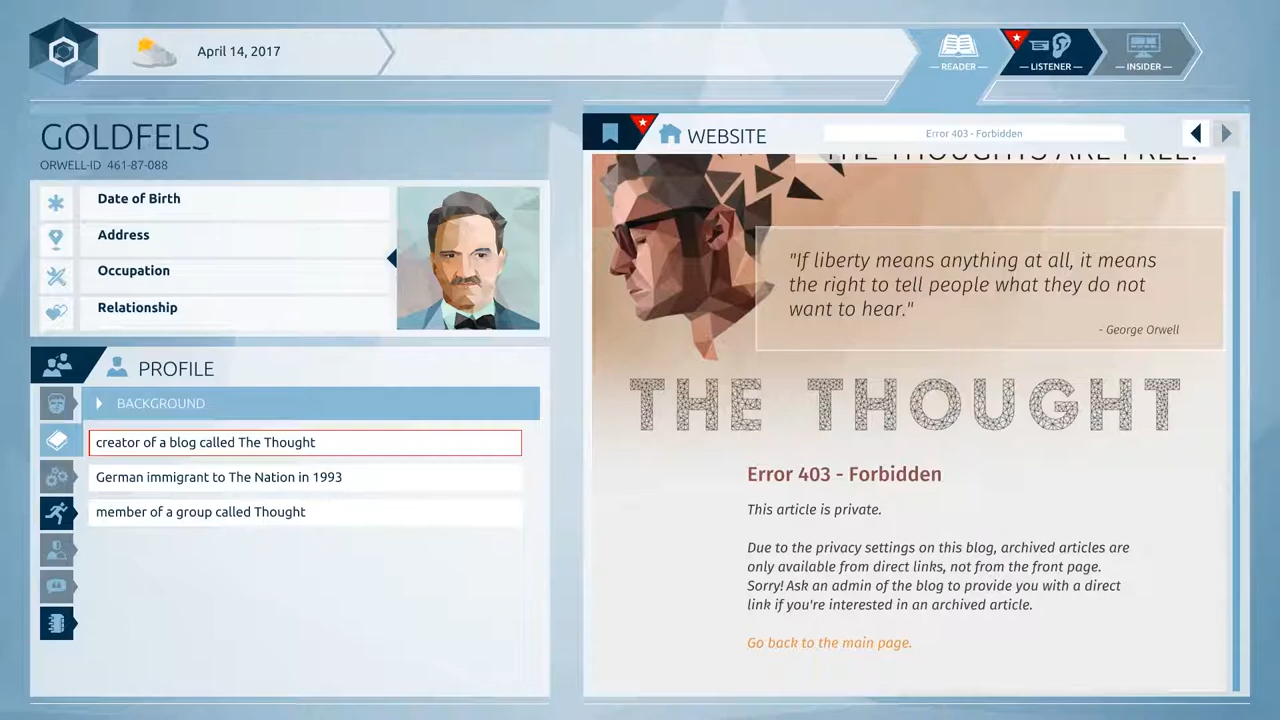 April 14, 2017
READER
LISTENER
INSIDER
GOLDFELS
ORWELL-ID 461-87-088
Date of Birth
Address
Occupation
Relationship
PROFILE
BACKGROUND
creator of a blog called The Thought
German immigrant to The Nation in 1993
member of a group called Thought
WEBSITE
Error 403 - Forbidden
THE THOUGHTS ARE FREE!
"If liberty means anything at all, it means
the right to tell people what they do not
want to hear."
- George Orwell
THE THOUGHT
Error 403 - Forbidden
This article is private.
Due to the privacy settings on this blog, archived articles are
only available from direct links, not from the front page.
Sorry! Ask an admin of the blog to provide you with a direct
link if you're interested in an archived article.
Go back to the main page.